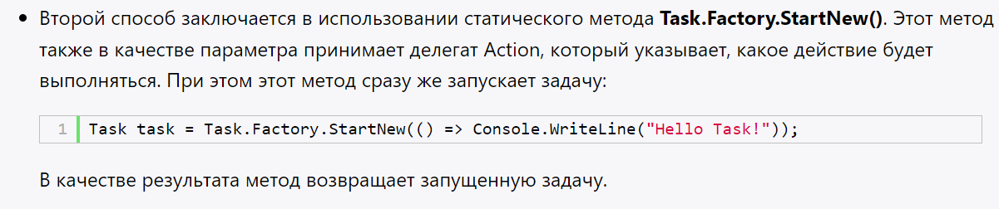 Второй способ заключается в использовании статического метода Task.Factory.StartNew(). Этот метод
также в качестве параметра принимает делегат Action, который указывает, какое действие будет
выполняться. При этом этот метод сразу же запускает задачу:
1 Task task = Task.Factory.StartNew(() => Console.WriteLine("Hello Task!"));
В качестве результата метод возвращает запущенную задачу.